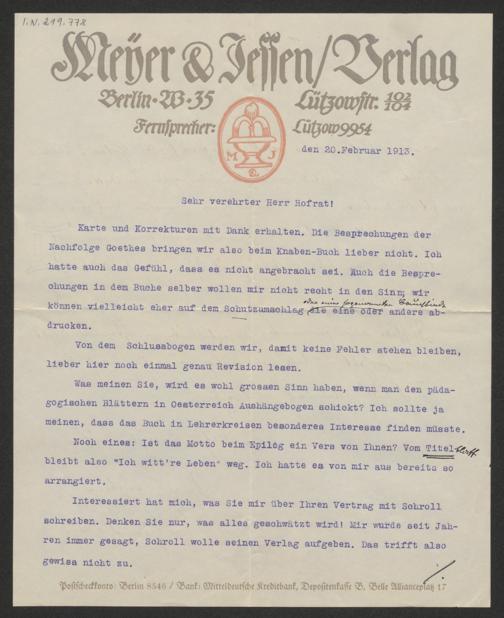 I.N. 219.778
Meyer & Jessen/Verlag
Berlin·W·35 Lützowstr. 102/104
Fernsprecher: Lützow 9954
M J
den 20.Februar 1913.
Sehr verehrter Herr Hofrat!
Karte und Korrekturen mit Dank erhalten. Die Besprechungen der
Nachfolge Goethes bringen wir also beim Knaben-Buch lieber nicht. Ich
hatte auch das Gefühl, dass es nicht angebracht sei. Auch die Bespre-
chungen in dem Buche selber wollen mir nicht recht in den Sinn; wir
oder einer sogenannten Bauchbinde
können vielleicht eher auf dem Schutzumschlag die eine oder andere ab-
drucken.
Von dem Schlussbogen werden wir, damit keine Fehler stehen bleiben,
lieber hier noch einmal genau Revision lesen.
Was meinen Sie, wird es wohl grossen Sinn haben, wenn man den päda-
gogischen Blättern in Oesterreich Aushängebogen schickt? Ich sollte ja
meinen, dass das Buch in Lehrerkreisen besonderes Interesse finden müsste.
Noch eines: Ist das Motto beim Epilog ein Vers von Ihnen? Vom Titelblatt
bleibt also "Ich witt're Leben" weg. Ich hatte es von mir aus bereits so
arrangiert.
Interessiert hat mich, was Sie mir über Ihren Vertrag mit Schroll
schreiben. Denken Sie nur, was alles geschwätzt wird! Mir wurde seit Jah-
ren immer gesagt, Schroll wolle seinen Verlag aufgeben. Das trifft also
gewiss nicht zu.
Postscheckkonto: Berlin 8546 / Bank: Mitteldeutsche Kreditbank, Depositenkasse B, Belle Allianceplatz 17